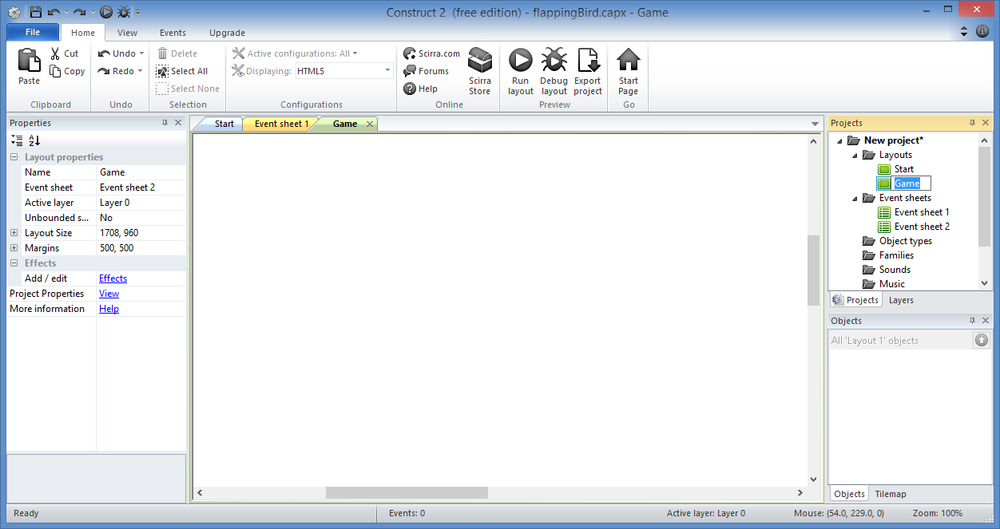 Construct 2 (free edition) - flappingBird.capx - Game
File Home View Events Upgrade
Paste Cut Copy
Clipboard
Undo Redo
Undo
Delete
Select All
Select None
Selection
Active configurations: All
Displaying: HTML5
Configurations
Scirra.com
Forums
Help
Scirra Store
Online
Run layout
Debug layout
Export project
Preview
Start Page
Go
Properties
Layout properties
Name Game
Event sheet Event sheet 2
Active layer Layer 0
Unbounded s... No
Layout Size 1708, 960
Margins 500, 500
Effects
Add / edit Effects
Project Properties View
More information Help
Start Event sheet 1 Game
Projects
New project*
Layouts
Start
Game
Event sheets
Event sheet 1
Event sheet 2
Object types
Families
Sounds
Music
Projects Layers
Objects
All 'Layout 1' objects
Objects Tilemap
Ready Events: 0 Active layer: Layer 0 Mouse: (54.0, 229.0, 0) Zoom: 100%